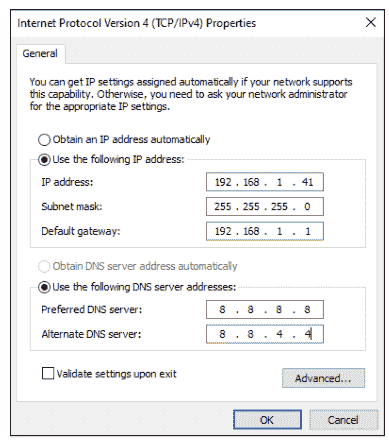 Internet Protocol Version 4 (TCP/IPv4) Properties
General
You can get IP settings assigned automatically if your network supports
this capability. Otherwise, you need to ask your network administrator
for the appropriate IP settings.
Obtain an IP address automatically
Use the following IP address:
IP address: 192 . 168 . 1 . 41
Subnet mask: 255 . 255 . 255 . 0
Default gateway: 192 . 168 . 1 . 1
Obtain DNS server address automatically
Use the following DNS server addresses:
Preferred DNS server: 8 . 8 . 8 . 8
Alternate DNS server: 8 . 8 . 4 . 4
Validate settings upon exit
Advanced...
OK Cancel